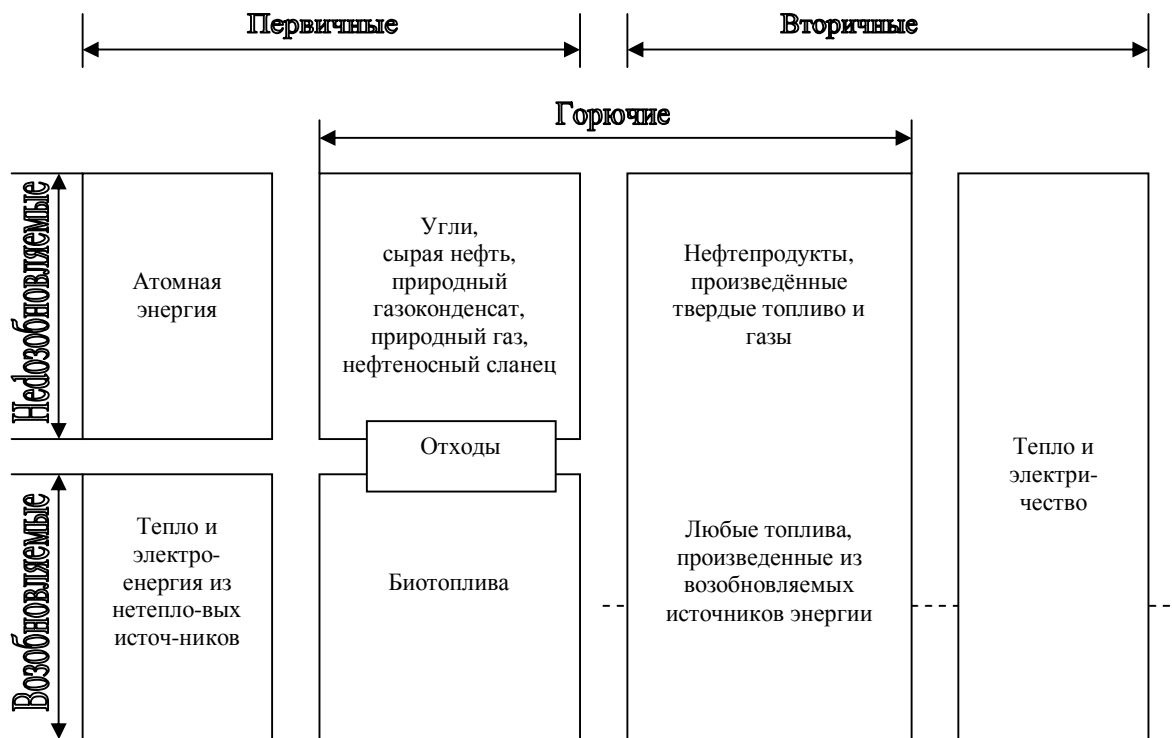 Первичные
Вторичные
Горючие
Недозобновляемые
Атомная
энергия
Угли,
сырая нефть,
природный
газоконденсат,
природный газ,
нефтеносный сланец
Нефтепродукты,
произведённые
твердые топливо и
газы
Отходы
Тепло и
электри-
чество
Возобновляемые
Тепло и
электро-
енергия из
нетепло-вых
источ-ников
Биотоплива
Любые топлива,
произведенные из
возобновляемых
источников энергии